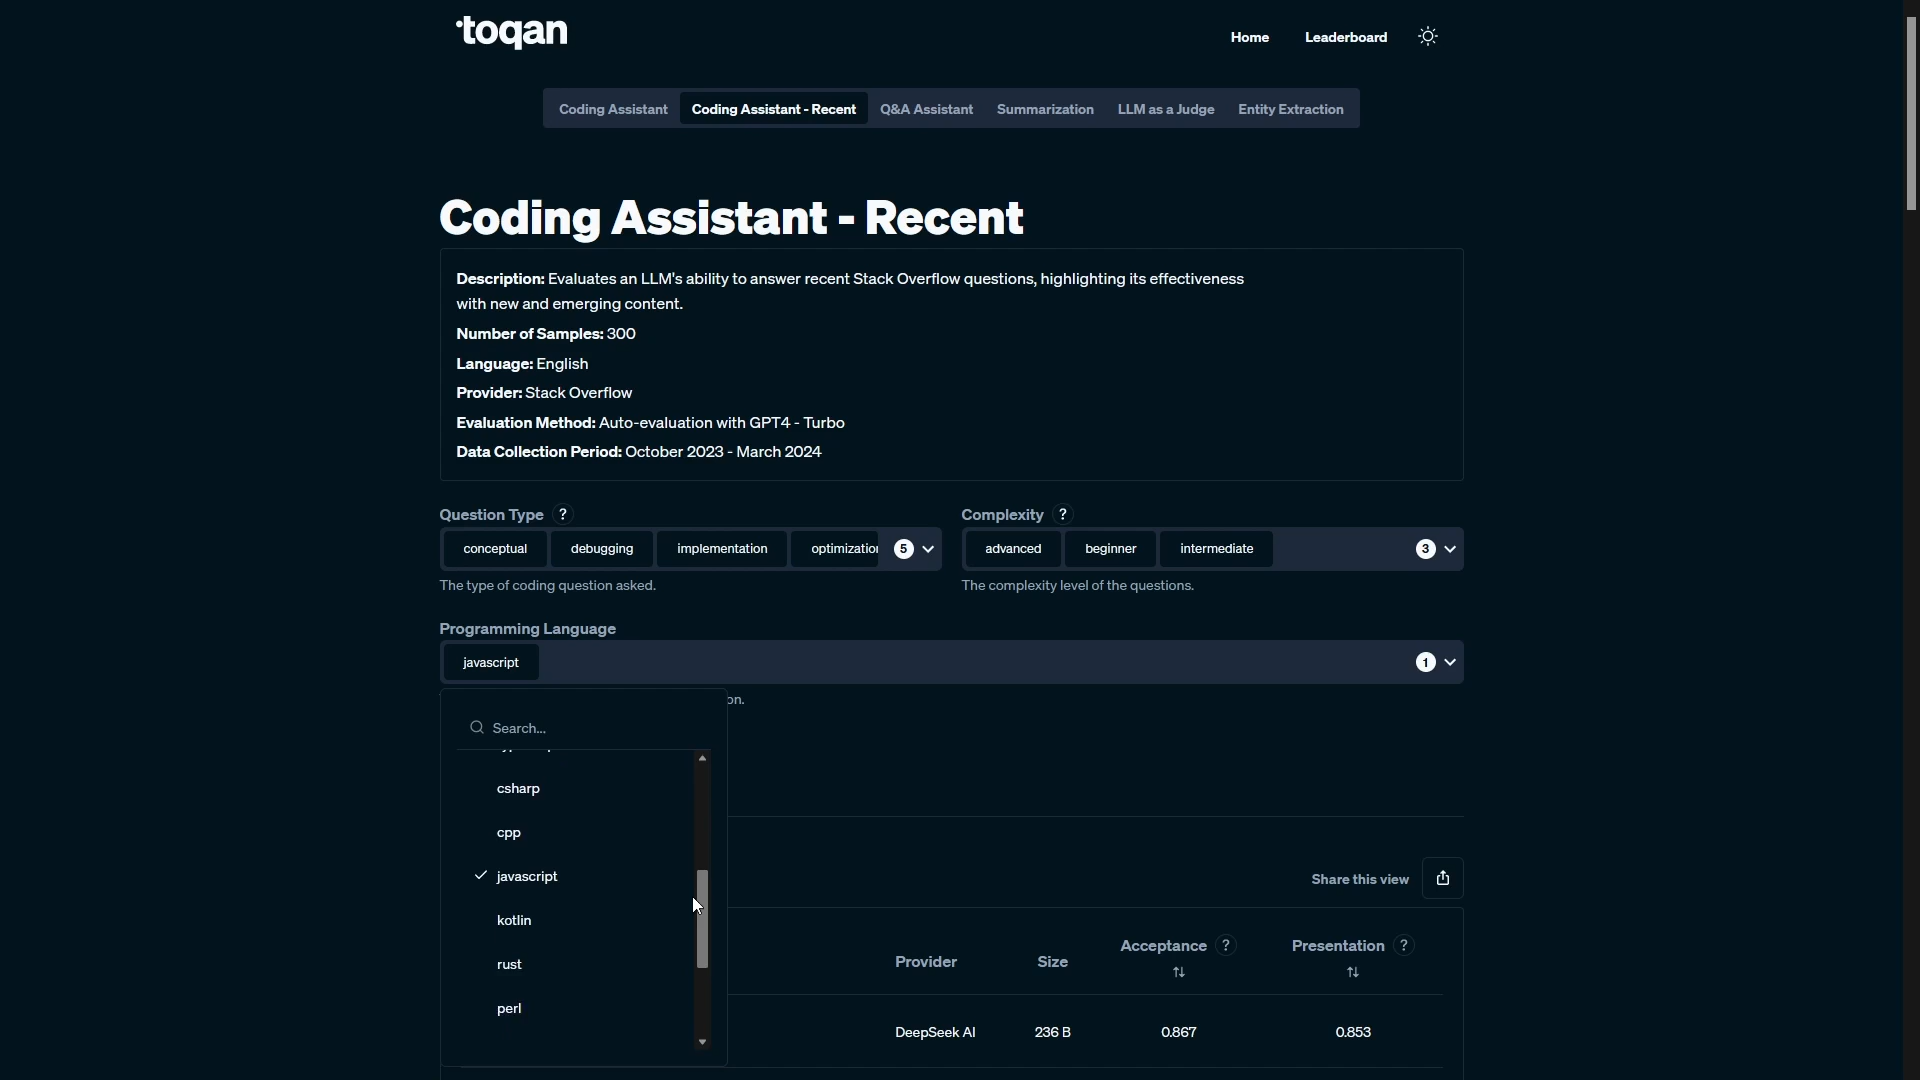 toqan
Home
Leaderboard
Coding Assistant
Coding Assistant - Recent
Q&A Assistant
Summarization
LLM as a Judge
Entity Extraction
Coding Assistant - Recent
Description: Evaluates an LLM's ability to answer recent Stack Overflow questions, highlighting its effectiveness
with new and emerging content.
Number of Samples: 300
Language: English
Provider: Stack Overflow
Evaluation Method: Auto-evaluation with GPT4 - Turbo
Data Collection Period: October 2023 - March 2024
Question Type ?
Complexity ?
conceptual debugging implementation optimization 5
advanced beginner intermediate 3
The type of coding question asked.
The complexity level of the questions.
Programming Language
javascript 1
on.
Search...
csharp
cpp
javascript
kotlin
rust
perl
Share this view
Provider
Size
Acceptance ?
Presentation ?
DeepSeek AI 236 B 0.867 0.853